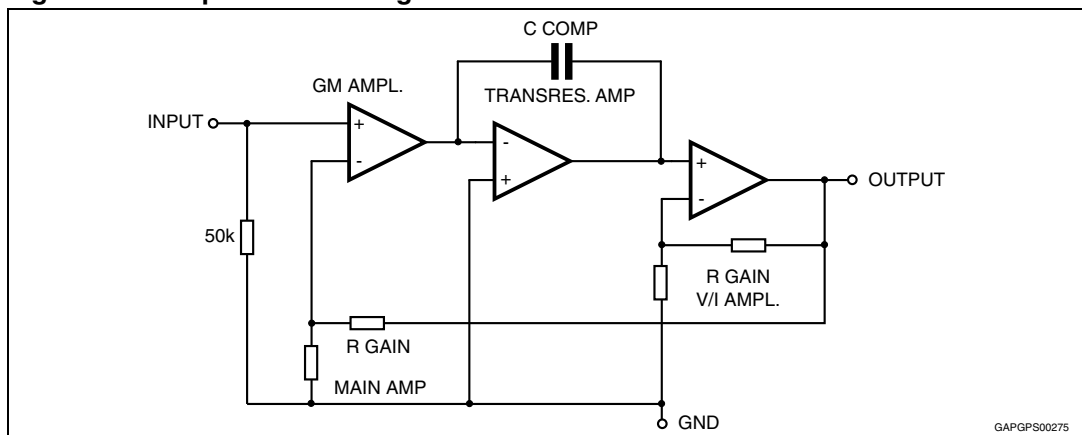 C COMP
GM AMPL.
TRANSRES. AMP
INPUT
+
-
-
+
+
-
OUTPUT
50k
R GAIN
V/I AMPL.
R GAIN
MAIN AMP
GND
GAPGPS00275